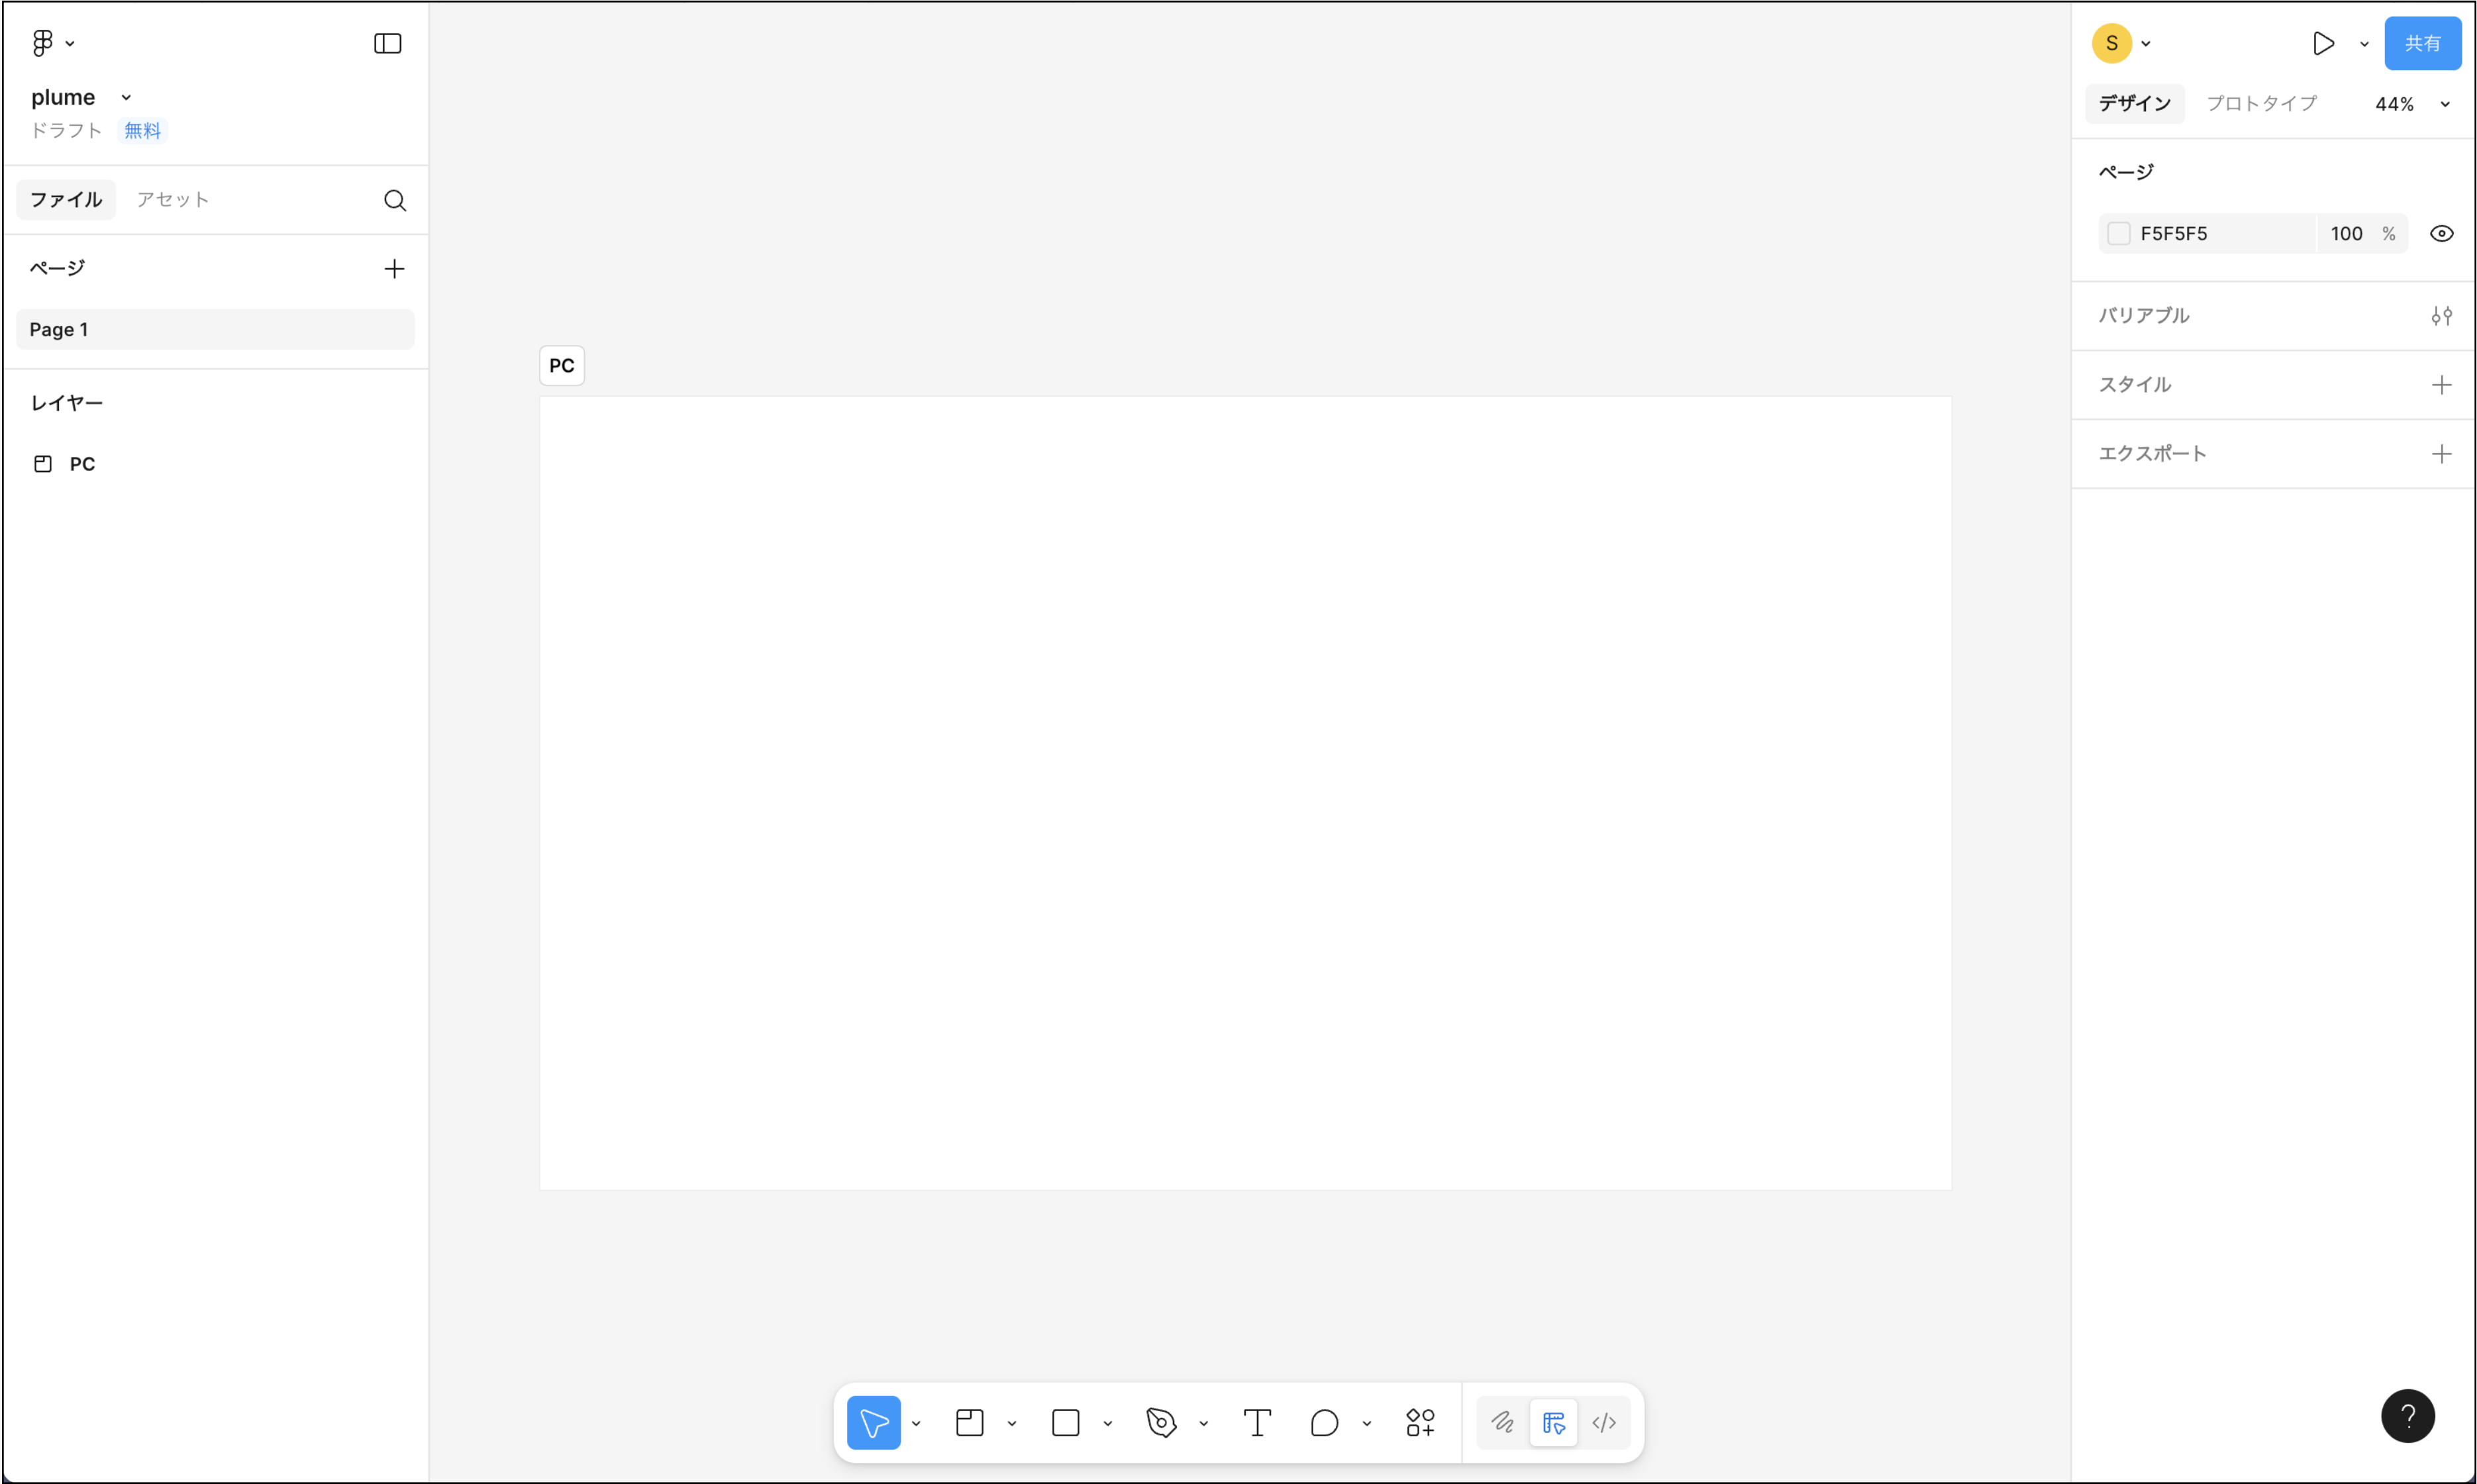 plume
ドラフト 無料
ファイル アセット
ページ
Page 1
レイヤー
PC
PC
S
共有
デザイン プロトタイプ 44%
ページ
F5F5F5 100 %
バリアブル
スタイル
エクスポート
?